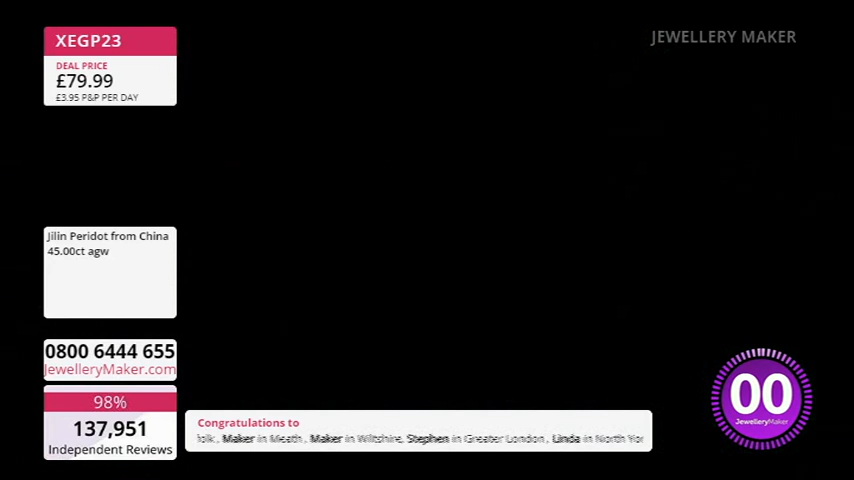 XEGP23
JEWELLERY MAKER
DEAL PRICE
£79.99
£3.95 P&P PER DAY
Jilin Peridot from China
45.00ct agw
0800 6444 655
JewelleryMaker.com
98%
137,951
Independent Reviews
Congratulations to
folk, Maker in Meath, Maker in Wiltshire, Stephen in Greater London, Linda in North Yor
00
JewelleryMaker